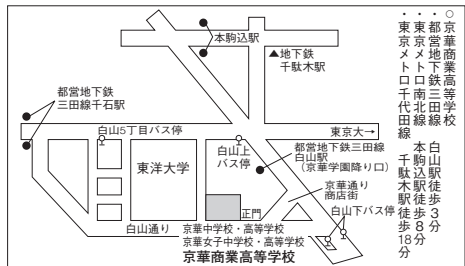 ○京華商業高等学校
・都営地下鉄三田線 白山駅徒歩3分
・東京メトロ南北線 本駒込駅徒歩8分
・東京メトロ千代田線 千駄木駅徒歩18分
本駒込駅
▲地下鉄
千駄木駅
都営地下鉄
三田線千石駅
白山5丁目バス停
東京大→
白山上
バス停
都営地下鉄三田線
白山駅
(京華学園降り口)
東洋大学
京華通り
商店街
正門
白山下バス停
白山通り
京華中学校・高等学校
京華女子中学校・高等学校
京華商業高等学校